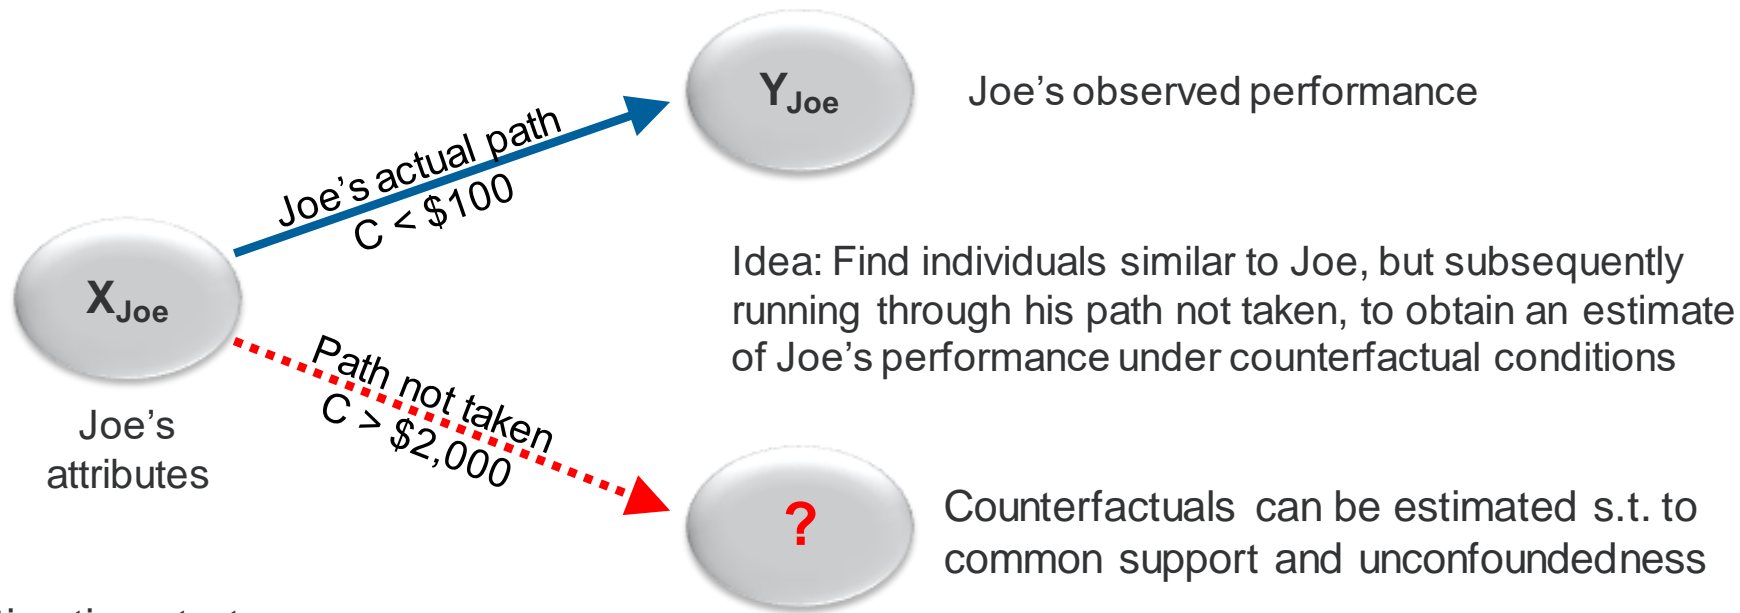 Y_Joe
Joe's observed performance
Joe's actual path
C < $100
X_Joe
Joe's
attributes
Idea: Find individuals similar to Joe, but subsequently
running through his path not taken, to obtain an estimate
of Joe's performance under counterfactual conditions
Path not taken
C > $2,000
?
Counterfactuals can be estimated s.t. to
common support and unconfoundedness